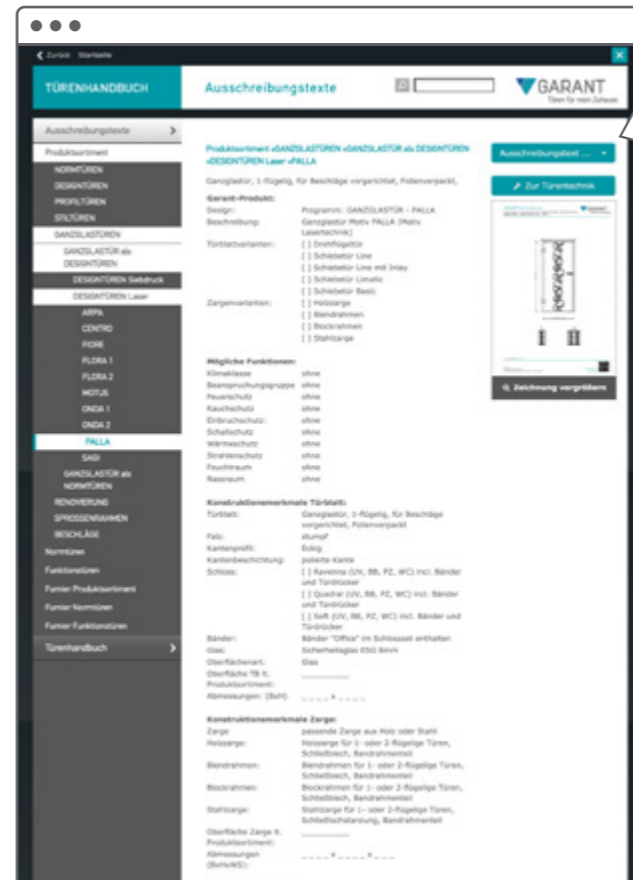 Zurück Startseite
TÜRENHANDBUCH
Ausschreibungstexte
GARANT
Türen für mein Zuhause
Ausschreibungstexte
Produktsortiment
NORMTÜREN
DESIGNTÜREN
PROFILTÜREN
STILTÜREN
GANZGLASTÜREN
GANZGLASTÜR als
DESIGNTÜREN
DESIGNTÜREN Siebdruck
DESIGNTÜREN Laser
ARPA
CENTRO
FIORE
FLORA 1
FLORA 2
MOTUS
ONDA 1
ONDA 2
PALLA
SAGI
GANZGLASTÜR als
NORMTÜREN
RENOVIERUNG
SPROSSENRAHMEN
BESCHLÄGE
Normtüren
Funktionstüren
Furnier Produktsortiment
Furnier Normtüren
Furnier Funktionstüren
Türenhandbuch
Produktsortiment »GANZGLASTÜREN »GANZGLASTÜR als DESIGNTÜREN
»DESIGNTÜREN Laser »PALLA
Ganzglastür, 1-flügelig, für Beschläge vorgerichtet, Folienverpackt,
Garant-Produkt:
Design: Programm: GANZGLASTÜR - PALLA
Beschreibung: Ganzglastür Motiv PALLA (Motiv
Lasertechnik)
Türblattvarianten: [ ] Drehflügeltür
[ ] Schiebetür Line
[ ] Schiebetür Line mit Inlay
[ ] Schiebetür Limatic
[ ] Schiebetür Basic
Zargenvarianten: [ ] Holzzarge
[ ] Blendrahmen
[ ] Blockrahmen
[ ] Stahlzarge
Mögliche Funktionen:
Klimaklasse ohne
Beanspruchungsgruppe ohne
Feuerschutz ohne
Rauchschutz ohne
Einbruchschutz: ohne
Schallschutz ohne
Wärmeschutz ohne
Strahlenschutz ohne
Feuchtraum ohne
Nassraum ohne
Konstruktionsmerkmale Türblatt:
Türblatt: Ganzglastür, 1-flügelig, für Beschläge
vorgerichtet, Folienverpackt
Falz: stumpf
Kantenprofil: Eckig
Kantenbeschichtung: polierte Kante
Schloss: [ ] Ravenna (UV, BB, PZ, WC) incl. Bänder
und Türdrücker
[ ] Quadrat (UV, BB, PZ, WC) incl. Bänder
und Türdrücker
[ ] Soft (UV, BB, PZ, WC) incl. Bänder und
Türdrücker
Bänder: Bänder "Office" im Schlossset enthalten
Glas: Sicherheitsglas ESG 8mm
Oberflächenart: Glas
Oberfläche TB lt. __________
Produktsortiment:
Abmessungen: (BxH) _ _ _ _ x _ _ _ _
Konstruktionsmerkmale Zarge:
Zarge passende Zarge aus Holz oder Stahl
Holzzarge: Holzzarge für 1- oder 2-flügelige Türen,
Schließblech, Bandrahmenteil
Blendrahmen: Blendrahmen für 1- oder 2-flügelige Türen,
Schließblech, Bandrahmenteil
Blockrahmen: Blockrahmen für 1- oder 2-flügelige Türen,
Schließblech, Bandrahmenteil
Stahlzarge: Stahlzarge für 1- oder 2-flügelige Türen,
Schließlochstanzung, Bandrahmenteil
Oberfläche Zarge lt. __________
Produktsortiment:
Abmessungen _ _ _ _ x _ _ _ _ x _ _ _
(BxHxWS):
Ausschreibungstext ...
Zur Türentechnik
Zeichnung vergrößern